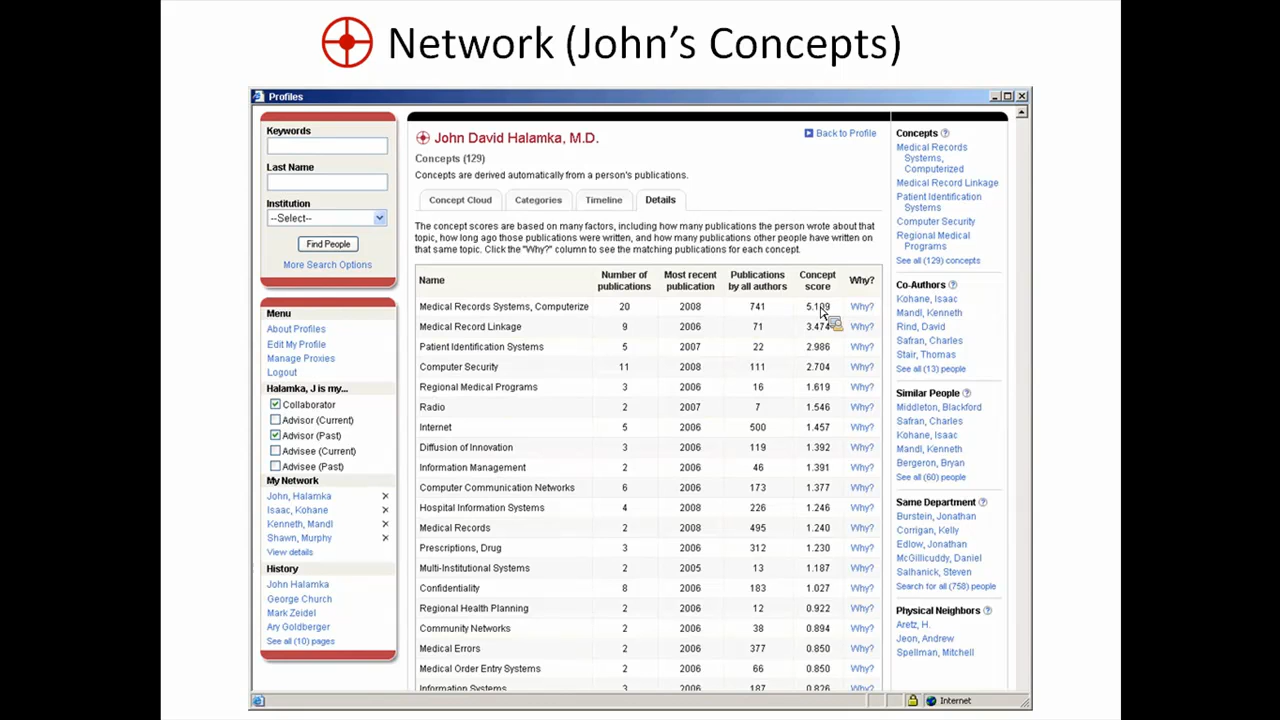 Network (John's Concepts)
Profiles
Keywords
Last Name
Institution
--Select--
Find People
More Search Options
Menu
About Profiles
Edit My Profile
Manage Proxies
Logout
Halamka, J is my...
Collaborator
Advisor (Current)
Advisor (Past)
Advisee (Current)
Advisee (Past)
My Network
John, Halamka
Isaac, Kohane
Kenneth, Mandl
Shawn, Murphy
View details
History
John Halamka
George Church
Mark Zeidel
Ary Goldberger
See all (10) pages
John David Halamka, M.D.
Back to Profile
Concepts (129)
Concepts are derived automatically from a person's publications.
Concept Cloud Categories Timeline Details
The concept scores are based on many factors, including how many publications the person wrote about that
topic, how long ago those publications were written, and how many publications other people have written on
that same topic. Click the "Why?" column to see the matching publications for each concept.
Name Number of publications Most recent publication Publications by all authors Concept score Why?
Medical Records Systems, Computerize 20 2008 741 Why?
Medical Record Linkage 9 2006 71 3.474 Why?
Patient Identification Systems 5 2007 22 2.986 Why?
Computer Security 11 2008 111 2.704 Why?
Regional Medical Programs 3 2006 16 1.619 Why?
Radio 2 2007 7 1.546 Why?
Internet 5 2006 500 1.457 Why?
Diffusion of Innovation 3 2006 119 1.392 Why?
Information Management 2 2006 46 1.391 Why?
Computer Communication Networks 6 2006 173 1.377 Why?
Hospital Information Systems 4 2008 226 1.246 Why?
Medical Records 2 2008 495 1.240 Why?
Prescriptions, Drug 3 2006 312 1.230 Why?
Multi-Institutional Systems 2 2005 13 1.187 Why?
Confidentiality 8 2006 183 1.027 Why?
Regional Health Planning 2 2006 12 0.922 Why?
Community Networks 2 2006 38 0.894 Why?
Medical Errors 2 2006 377 0.850 Why?
Medical Order Entry Systems 2 2006 66 0.850 Why?
Information Systems 3 2006 187 0.826 Why?
Concepts ?
Medical Records
Systems,
Computerized
Medical Record Linkage
Patient Identification
Systems
Computer Security
Regional Medical
Programs
See all (129) concepts
Co-Authors ?
Kohane, Isaac
Mandl, Kenneth
Rind, David
Safran, Charles
Stair, Thomas
See all (13) people
Similar People ?
Middleton, Blackford
Safran, Charles
Kohane, Isaac
Mandl, Kenneth
Bergeron, Bryan
See all (60) people
Same Department ?
Burstein, Jonathan
Corrigan, Kelly
Edlow, Jonathan
McGillicuddy, Daniel
Salhanick, Steven
Search for all (758) people
Physical Neighbors ?
Aretz, H.
Jeon, Andrew
Spellman, Mitchell
Internet